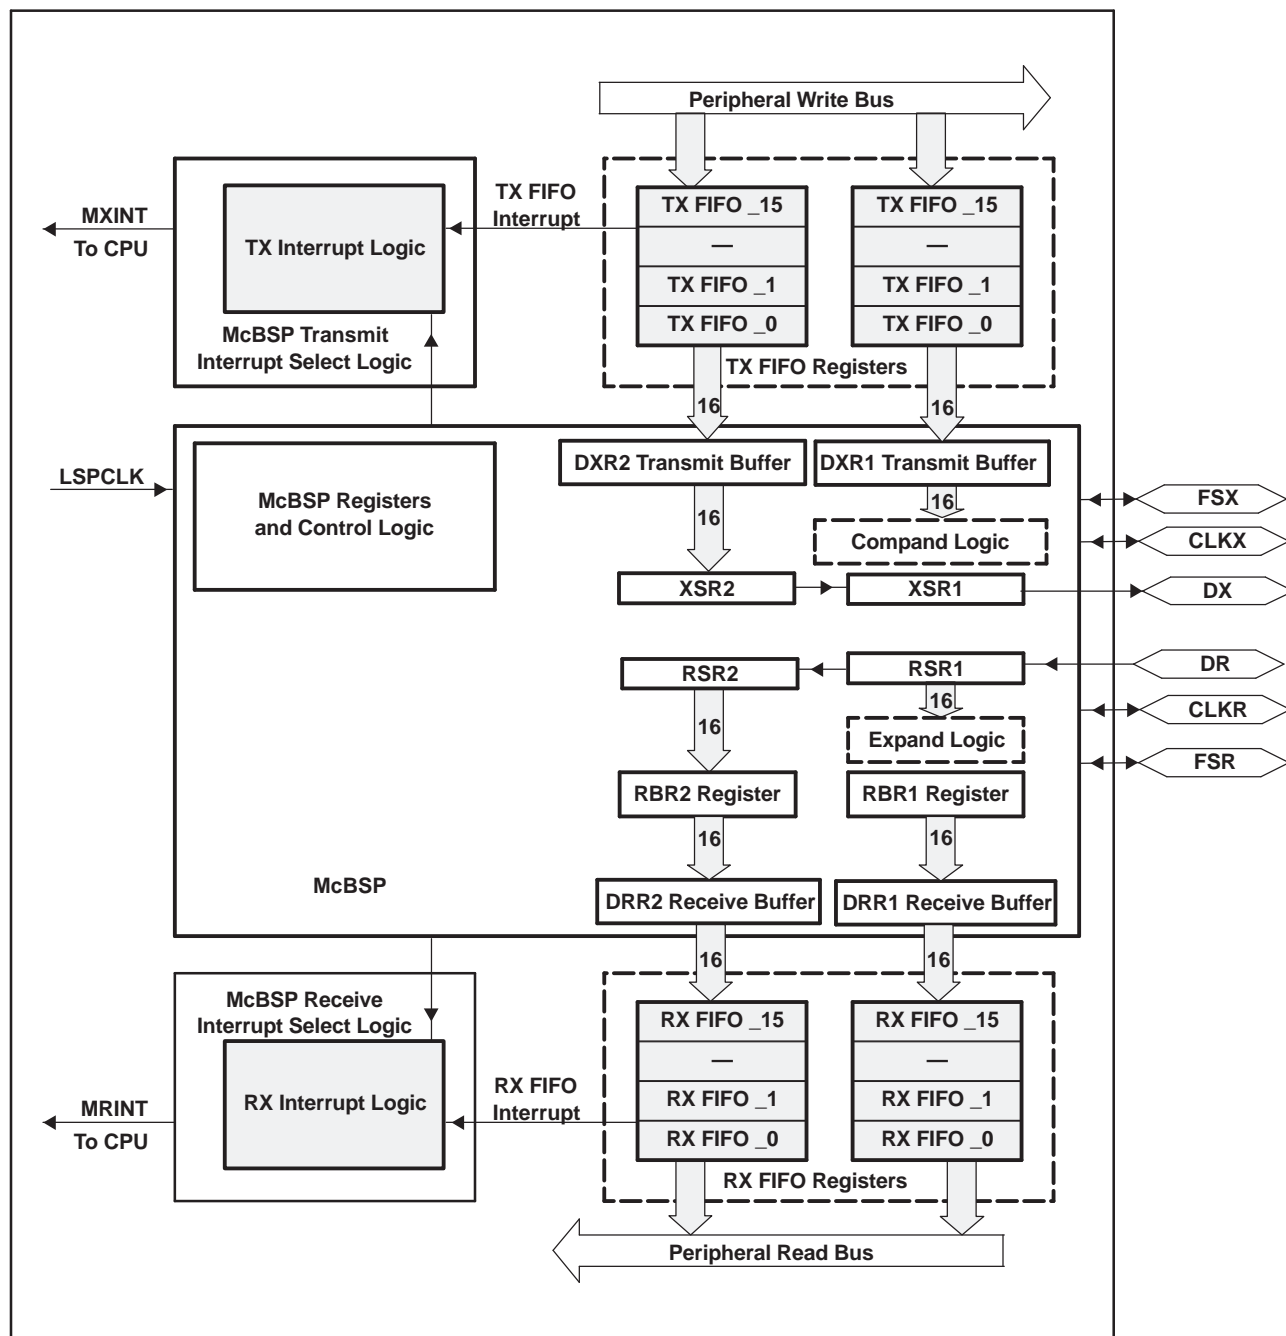 Peripheral Write Bus
MXINT
To CPU
TX Interrupt Logic
McBSP Transmit
Interrupt Select Logic
TX FIFO
Interrupt
TX FIFO _15
—
TX FIFO _1
TX FIFO _0
TX FIFO _15
—
TX FIFO _1
TX FIFO _0
TX FIFO Registers
16
16
LSPCLK
McBSP Registers
and Control Logic
DXR2 Transmit Buffer
DXR1 Transmit Buffer
16
16
Compand Logic
XSR2
XSR1
RSR2
RSR1
16
16
Expand Logic
RBR2 Register
RBR1 Register
16
16
McBSP
DRR2 Receive Buffer
DRR1 Receive Buffer
FSX
CLKX
DX
DR
CLKR
FSR
16
16
McBSP Receive
Interrupt Select Logic
RX Interrupt Logic
MRINT
To CPU
RX FIFO
Interrupt
RX FIFO _15
—
RX FIFO _1
RX FIFO _0
RX FIFO _15
—
RX FIFO _1
RX FIFO _0
RX FIFO Registers
Peripheral Read Bus